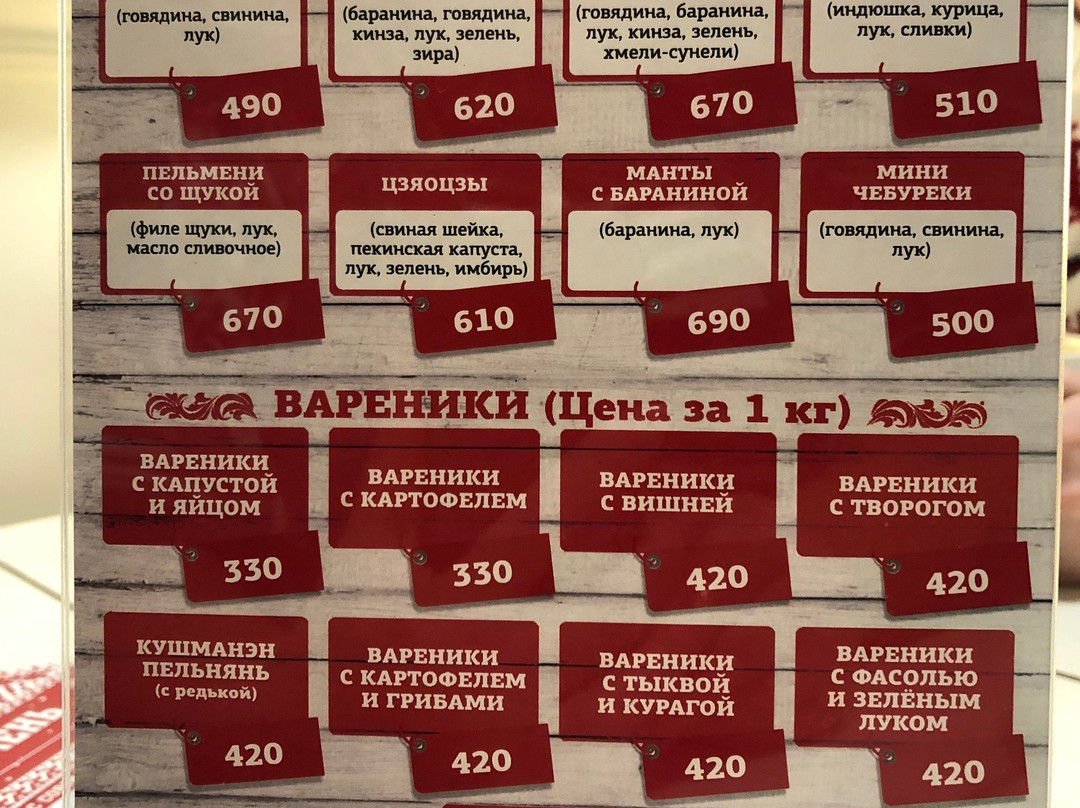 (говядина, свинина,
лук)
490
(баранина, говядина,
кинза, лук, зелень,
зира)
620
(говядина, баранина,
лук, кинза, зелень,
хмели-сунели)
670
(индюшка, курица,
лук, сливки)
510
ПЕЛЬМЕНИ
СО ЩУКОЙ
(филе щуки, лук,
масло сливочное)
670
ЦЗЯОЦЗЫ
(свиная шейка,
пекинская капуста,
лук, зелень, имбирь)
610
МАНТЫ
С БАРАНИНОЙ
(баранина, лук)
690
МИНИ
ЧЕБУРЕКИ
(говядина, свинина,
лук)
500
ВАРЕНИКИ (Цена за 1 кг)
ВАРЕНИКИ
С КАПУСТОЙ
И ЯЙЦОМ
330
ВАРЕНИКИ
С КАРТОФЕЛЕМ
330
ВАРЕНИКИ
С ВИШНЕЙ
420
ВАРЕНИКИ
С ТВОРОГОМ
420
КУШМАНЭН
ПЕЛЬНЯНЬ
(с редькой)
420
ВАРЕНИКИ
С КАРТОФЕЛЕМ
И ГРИБАМИ
420
ВАРЕНИКИ
С ТЫКВОЙ
И КУРАГОЙ
420
ВАРЕНИКИ
С ФАСОЛЬЮ
И ЗЕЛЁНЫМ
ЛУКОМ
420